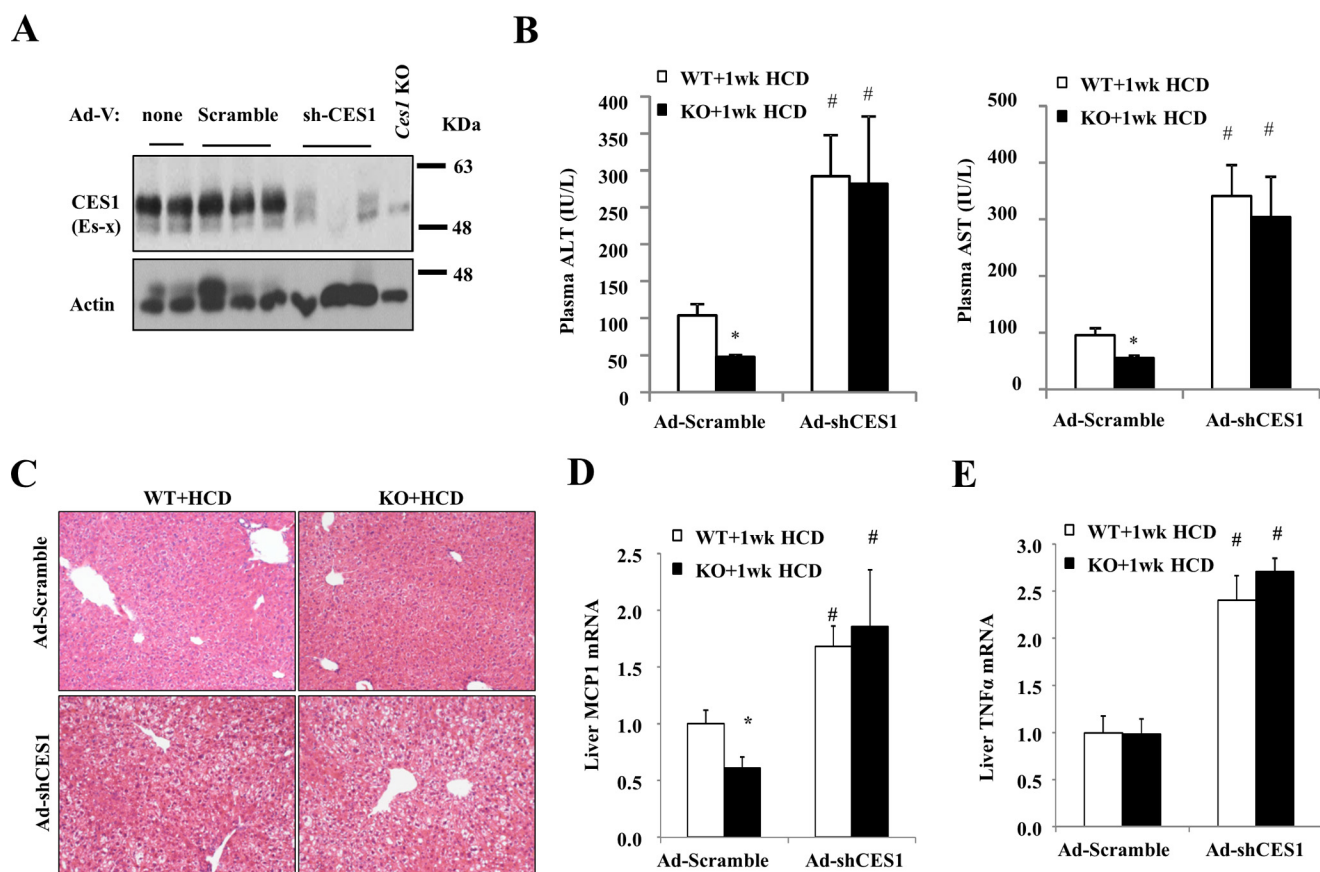 A
Ad-V: none Scramble sh-CES1 Ces1 KO KDa
63
CES1
(Es-x)
48
48
Actin
B
WT+1wk HCD
KO+1wk HCD
Plasma ALT (IU/L)
400
350
300
250
200
150
100
50
0
# #
*
Ad-Scramble Ad-shCES1
WT+1wk HCD
KO+1wk HCD
Plasma AST (IU/L)
500
400
300
200
100
0
# #
*
Ad-Scramble Ad-shCES1
C
WT+HCD KO+HCD
Ad-Scramble
Ad-shCES1
D
WT+1wk HCD
KO+1wk HCD
Liver MCP1 mRNA
2.5
2.0
1.5
1.0
0.5
0.0
# #
*
Ad-Scramble Ad-shCES1
E
WT+1wk HCD
KO+1wk HCD
Liver TNFα mRNA
3.0
2.5
2.0
1.5
1.0
0.5
0.0
# #
Ad-Scramble Ad-shCES1